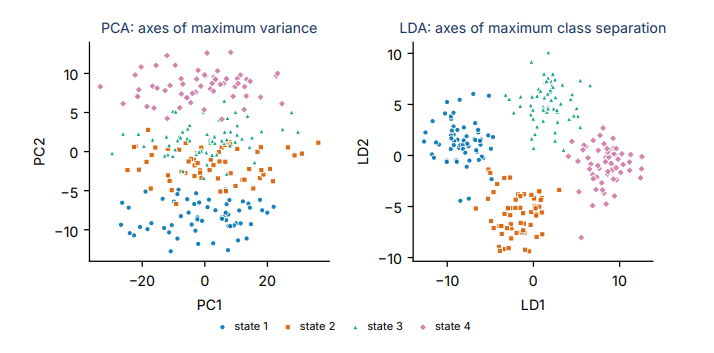 PCA: axes of maximum variance
LDA: axes of maximum class separation
10
5
0
−5
−10
PC2
−20
0
20
PC1
10
5
0
−5
−10
LD2
−10
0
10
LD1
state 1
state 2
state 3
state 4